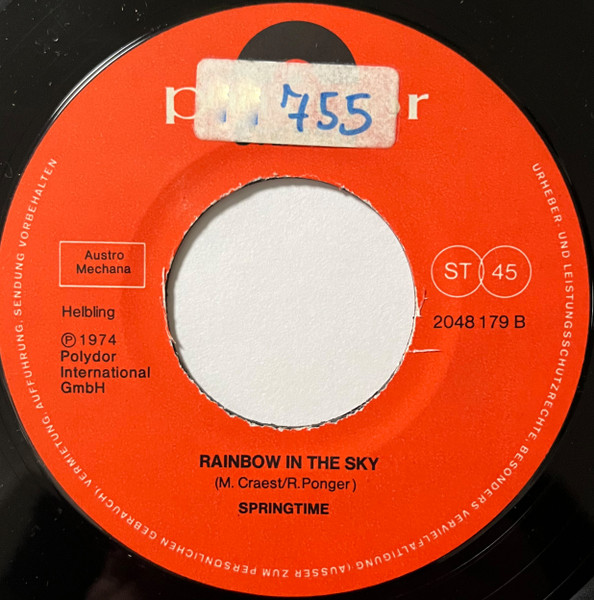 p r
755
Austro
Mechana
ST 45
Helbling
2048 179 B
Ⓟ 1974
Polydor
International
GmbH
RAINBOW IN THE SKY
(M. Craest/R. Ponger)
SPRINGTIME
URHEBER- UND LEISTUNGSSCHUTZRECHTE, BESONDERS VERVIELFÄLTIGUNG (AUSSER ZUM PERSÖNLICHEN GEBRAUCH), VERMIETUNG, AUFFÜHRUNG, SENDUNG VORBEHALTEN